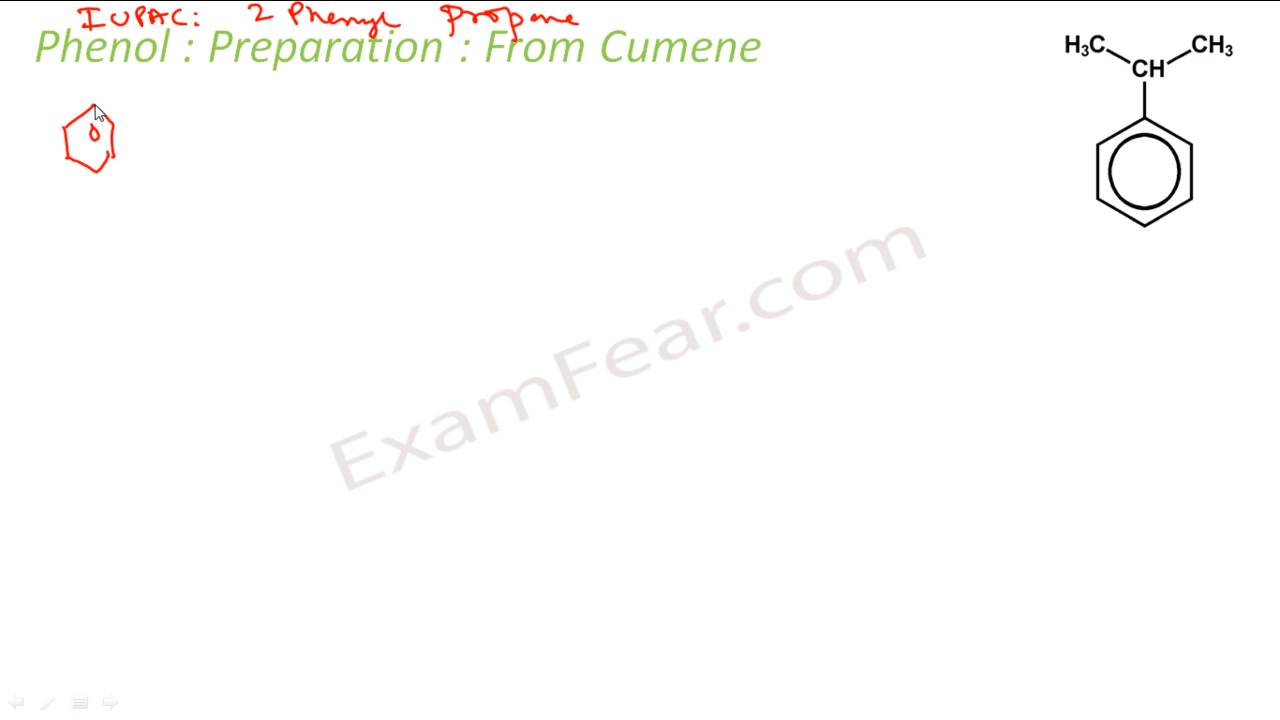 IUPAC: 2 Phenyl Propane
Phenol : Preparation : From Cumene
H₃C CH₃
CH
ExamFear.com